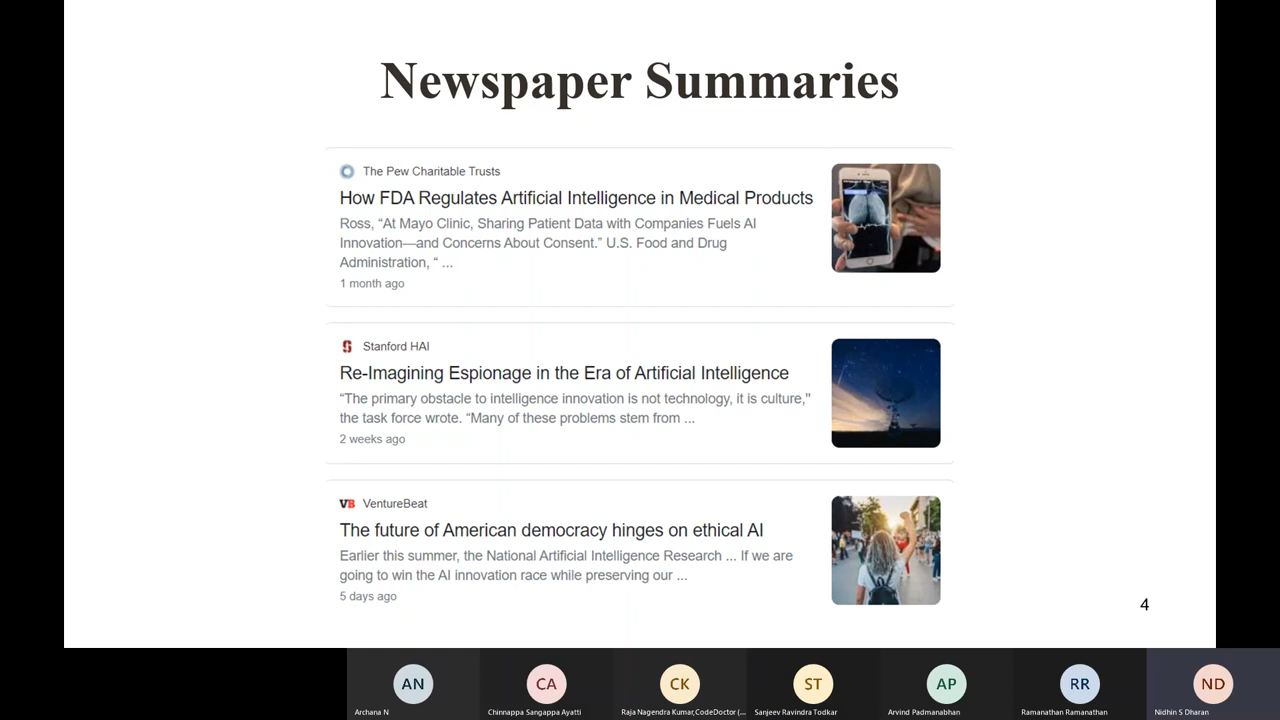 Newspaper Summaries
The Pew Charitable Trusts
How FDA Regulates Artificial Intelligence in Medical Products
Ross, “At Mayo Clinic, Sharing Patient Data with Companies Fuels AI
Innovation—and Concerns About Consent.” U.S. Food and Drug
Administration, “ ...
1 month ago
Stanford HAI
Re-Imagining Espionage in the Era of Artificial Intelligence
“The primary obstacle to intelligence innovation is not technology, it is culture,"
the task force wrote. “Many of these problems stem from ...
2 weeks ago
VB VentureBeat
The future of American democracy hinges on ethical AI
Earlier this summer, the National Artificial Intelligence Research ... If we are
going to win the AI innovation race while preserving our ...
5 days ago
4
AN CA CK ST AP RR ND
Archana N
Chinnappa Sangappa Ayatti
Raja Nagendra Kumar,CodeDoctor (...
Sanjeev Ravindra Todkar
Arvind Padmanabhan
Ramanathan Ramanathan
Nidhin S Dharan